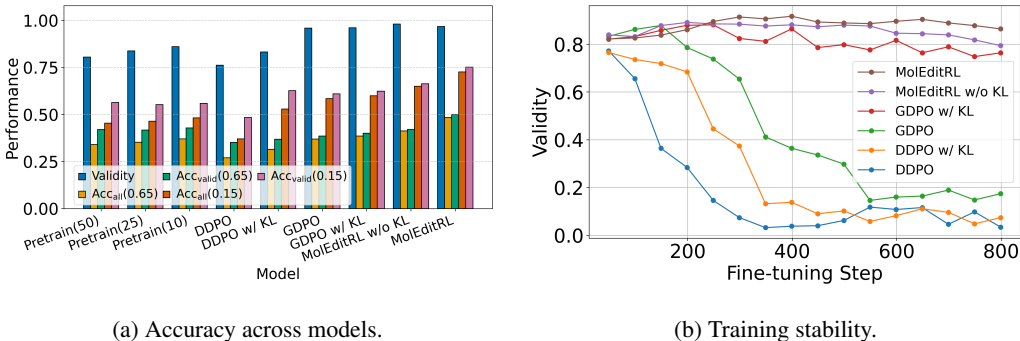 1.00
0.75
0.50
0.25
0.00
Performance
Validity
Acc_all(0.65)
Acc_valid(0.65)
Acc_all(0.15)
Acc_valid(0.15)
Pretrain(50)
Pretrain(25)
Pretrain(10)
DDPO
DDPO w/ KL
GDPO
GDPO w/ KL
MolEditRL w/o KL
MolEditRL
Model
(a) Accuracy across models.
0.8
0.6
0.4
0.2
0.0
Validity
MolEditRL
MolEditRL w/o KL
GDPO w/ KL
GDPO
DDPO w/ KL
DDPO
200
400
600
800
Fine-tuning Step
(b) Training stability.